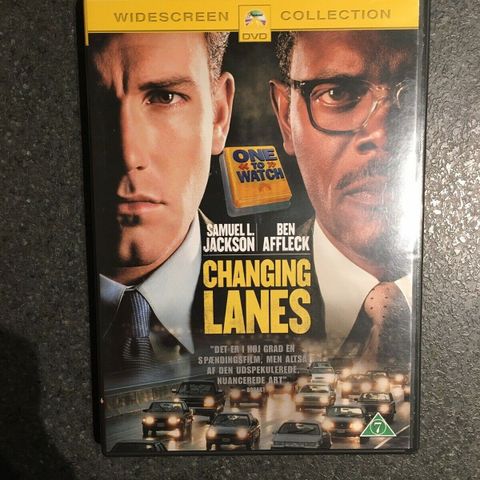 WIDESCREEN DVD COLLECTION
ONE
TO
WATCH
SAMUEL L. BEN
JACKSON AFFLECK
CHANGING
LANES
"DET ER I HØJ GRAD EN
SPÆNDINGSFILM, MEN ALTSÅ
AF DEN UDSPEKULEREDE,
NUANCEREDE ART"
7